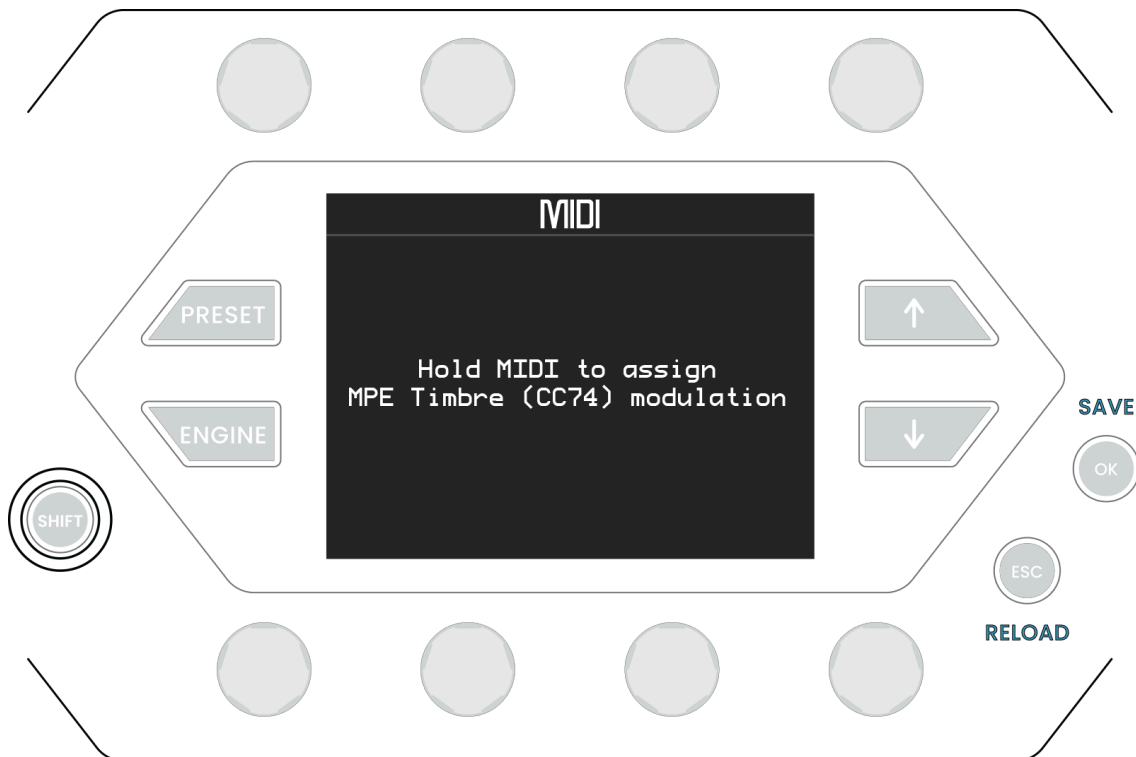 MIDI
PRESET
↑
Hold MIDI to assign
MPE Timbre (CC74) modulation
ENGINE
↓
SAVE
OK
SHIFT
ESC
RELOAD